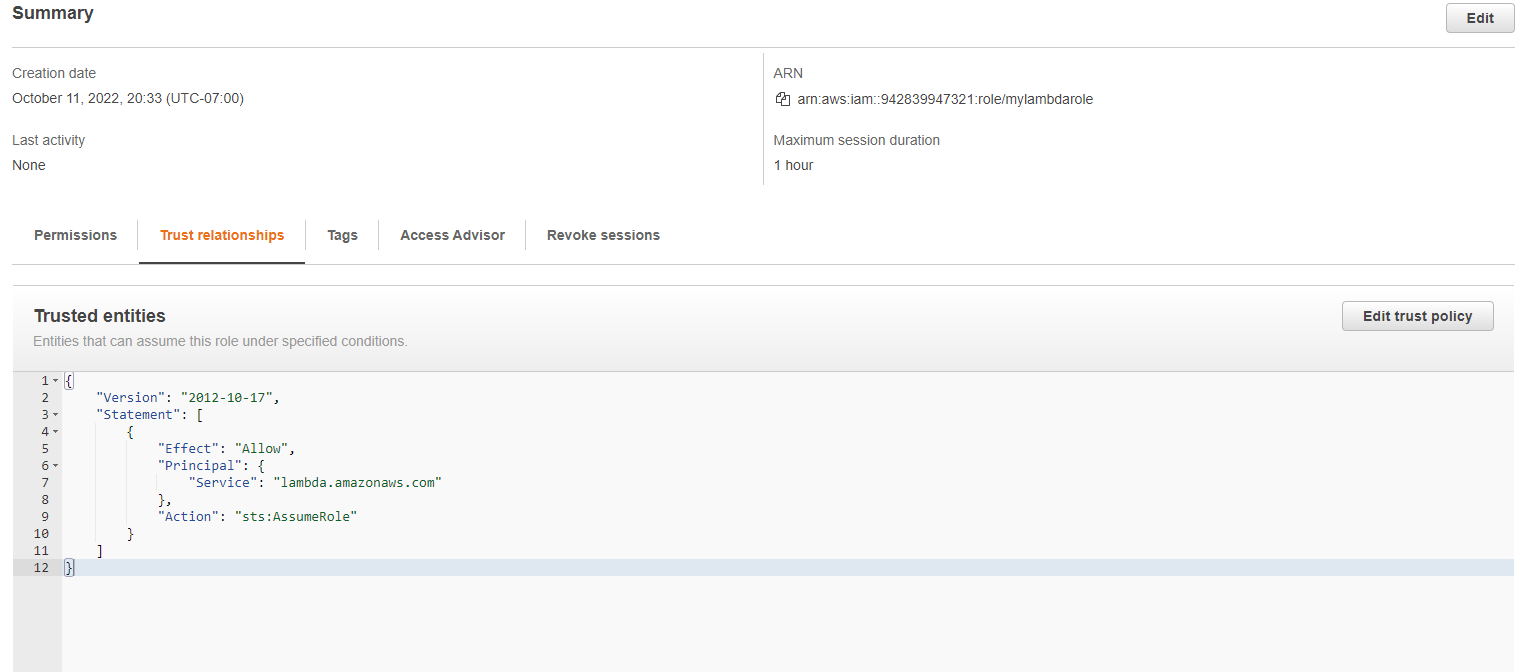 Summary
Edit
Creation date
October 11, 2022, 20:33 (UTC-07:00)
ARN
arn:aws:iam::942839947321:role/mylambdarole
Last activity
None
Maximum session duration
1 hour
Permissions
Trust relationships
Tags
Access Advisor
Revoke sessions
Trusted entities
Entities that can assume this role under specified conditions.
Edit trust policy
1 {
2 "Version": "2012-10-17",
3 "Statement": [
4 {
5 "Effect": "Allow",
6 "Principal": {
7 "Service": "lambda.amazonaws.com"
8 },
9 "Action": "sts:AssumeRole"
10 }
11 ]
12 }